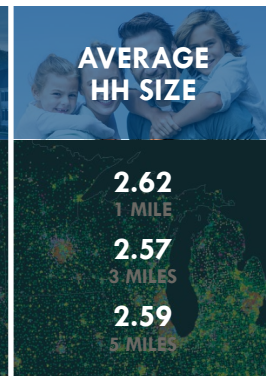 AVERAGE
HH SIZE
2.62
1 MILE
2.57
3 MILES
2.59
5 MILES